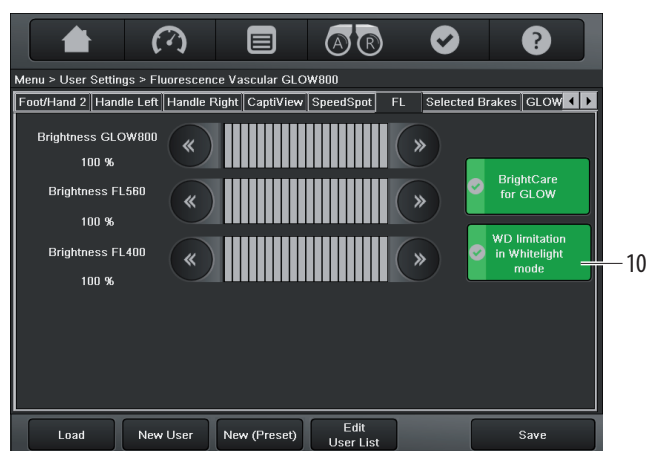 A R ?
Menu > User Settings > Fluorescence Vascular GLOW800
Foot/Hand 2 Handle Left Handle Right CaptiView SpeedSpot FL Selected Brakes GLOW
Brightness GLOW800
100 %
Brightness FL560
100 %
Brightness FL400
100 %
BrightCare
for GLOW
WD limitation
in Whitelight
mode
10
Load New User New (Preset) Edit
User List Save